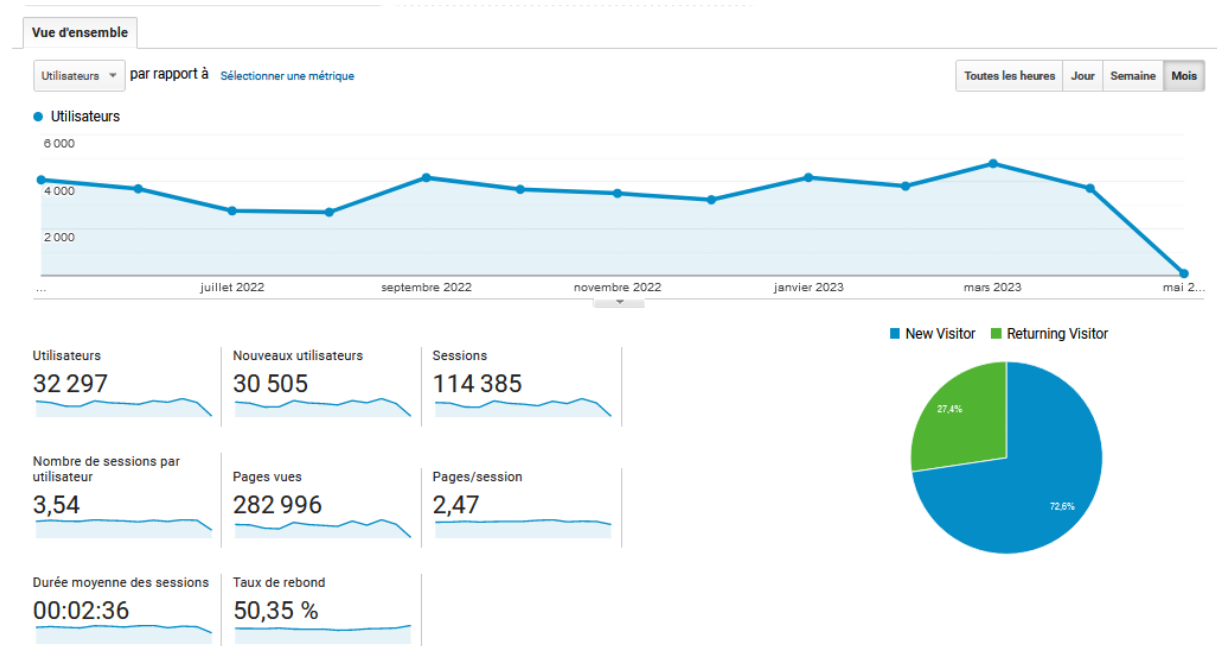 Vue d'ensemble
Utilisateurs par rapport à Sélectionner une métrique
Toutes les heures Jour Semaine Mois
Utilisateurs
6 000
4 000
2 000
... juillet 2022 septembre 2022 novembre 2022 janvier 2023 mars 2023 mai 2...
New Visitor Returning Visitor
Utilisateurs
32 297
Nouveaux utilisateurs
30 505
Sessions
114 385
Nombre de sessions par
utilisateur
3,54
Pages vues
282 996
Pages/session
2,47
Durée moyenne des sessions
00:02:36
Taux de rebond
50,35 %
27,4%
72,6%